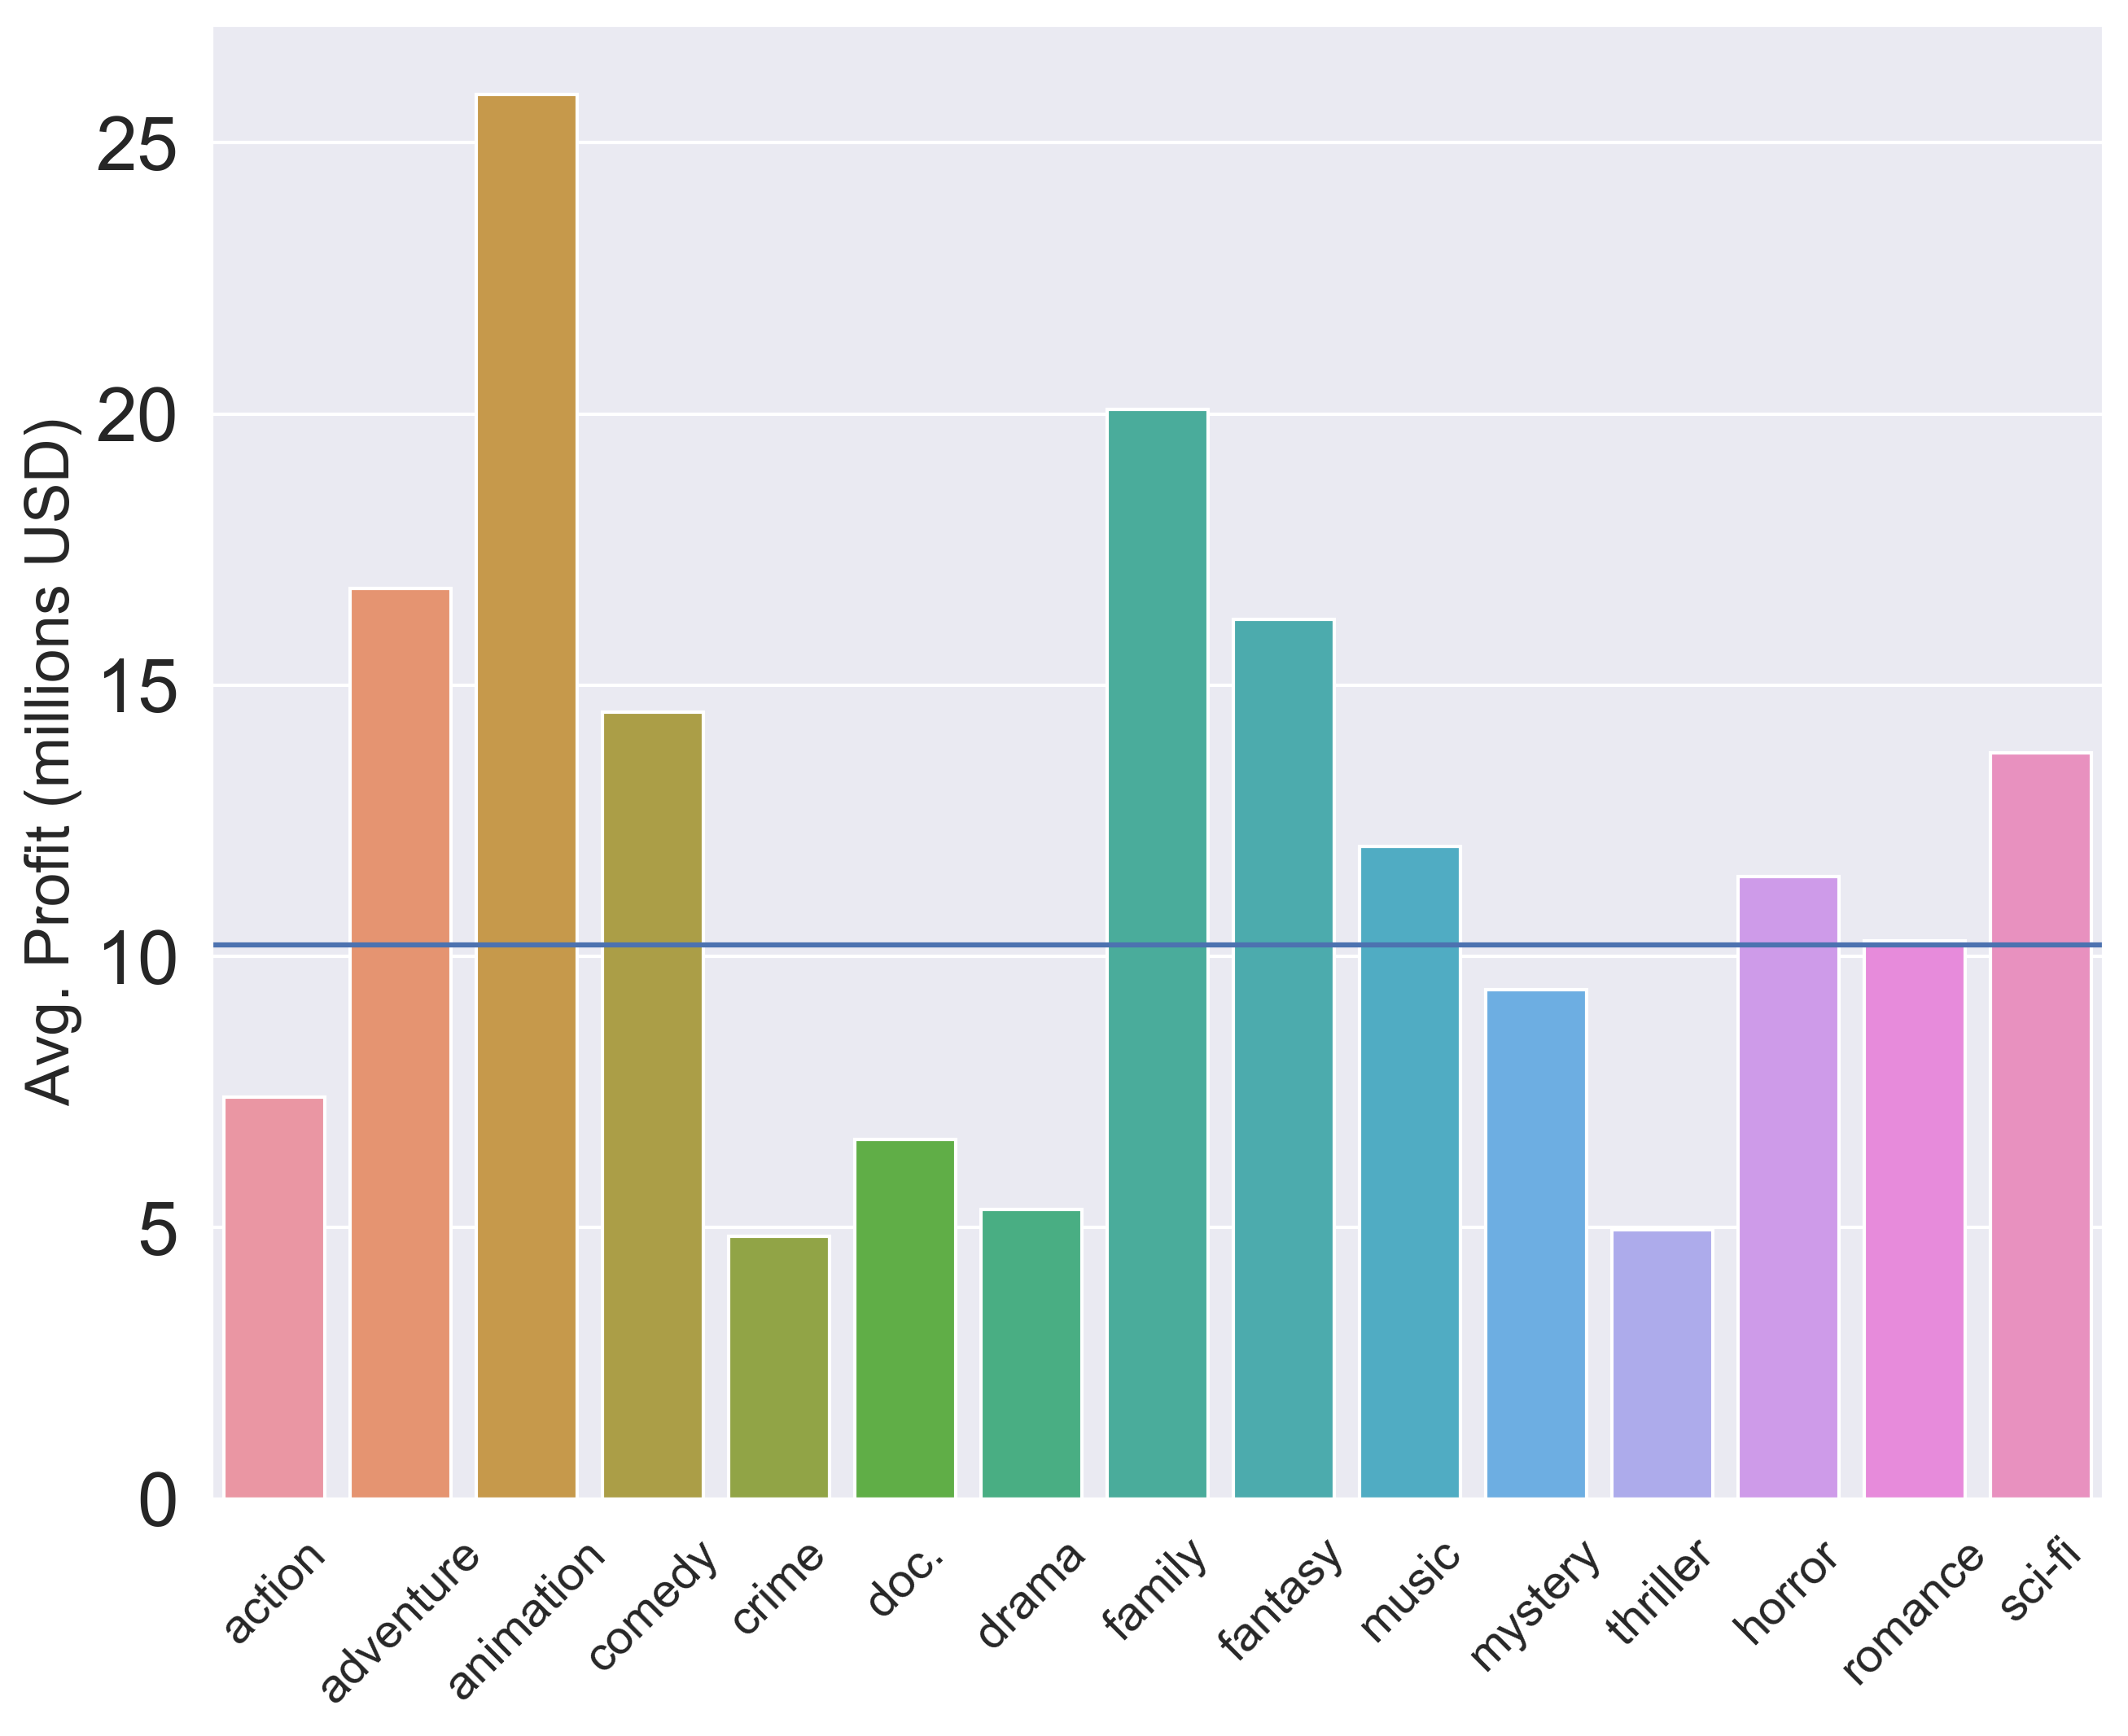 Avg. Profit (millions USD)
25
20
15
10
5
0
action
adventure
animation
comedy
crime
doc.
drama
family
fantasy
music
mystery
thriller
horror
romance
sci-fi